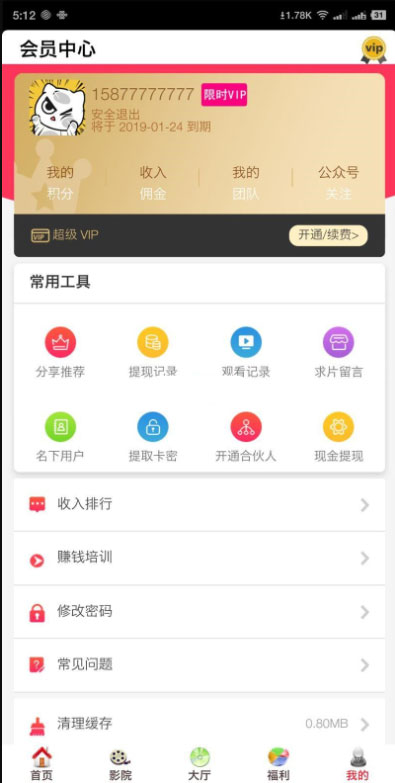 5:12 1.78K 31
会员中心 vip
15877777777 限时VIP
安全退出
将于 2019-01-24 到期
我的 收入 我的 公众号
积分 佣金 团队 关注
VIP 超级 VIP 开通/续费>
常用工具
分享推荐 提现记录 观看记录 求片留言
名下用户 提取卡密 开通合伙人 现金提现
收入排行
赚钱培训
修改密码
常见问题
清理缓存 0.80MB
首页 影院 大厅 福利 我的